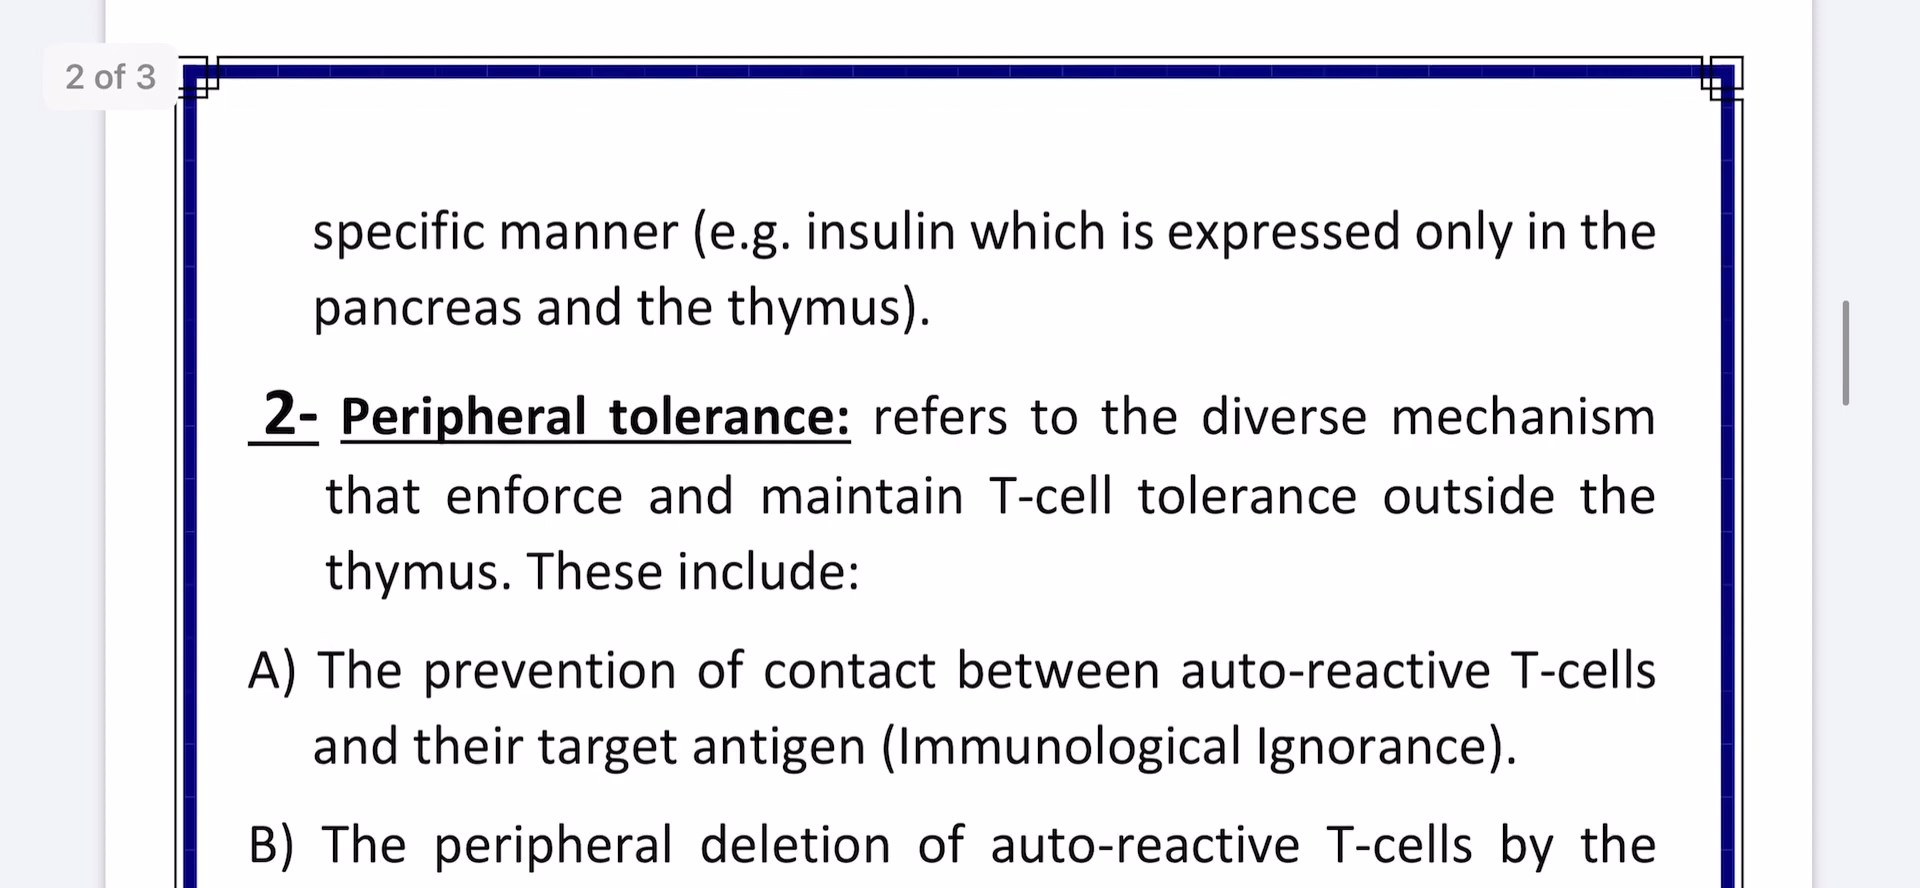 2 of 3
specific manner (e.g. insulin which is expressed only in the
pancreas and the thymus).
2- Peripheral tolerance: refers to the diverse mechanism
that enforce and maintain T-cell tolerance outside the
thymus. These include:
A) The prevention of contact between auto-reactive T-cells
and their target antigen (Immunological Ignorance).
B) The peripheral deletion of auto-reactive T-cells by the